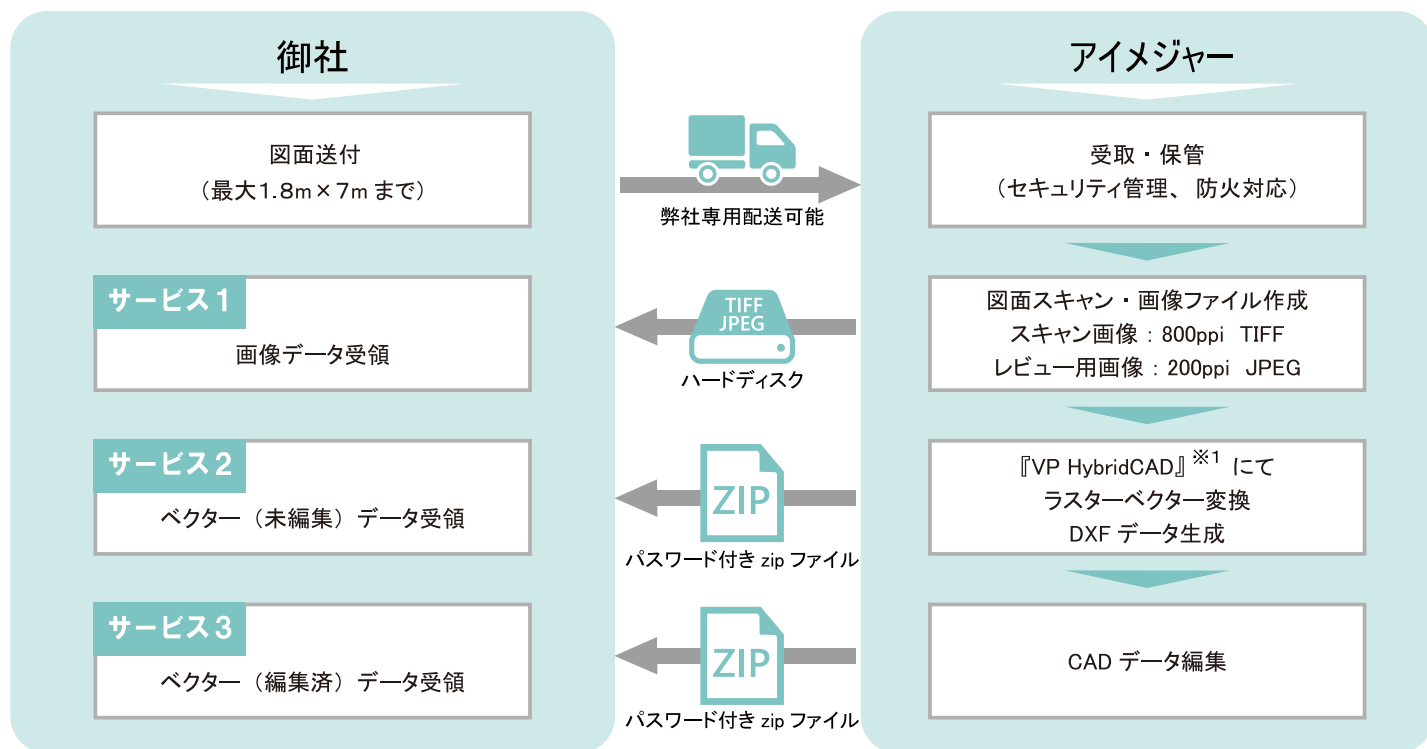 御社
図面送付
（最大1.8m×7m まで）
サービス1
画像データ受領
サービス2
ベクター（未編集）データ受領
サービス3
ベクター（編集済）データ受領
弊社専用配送可能
TIFF
JPEG
ハードディスク
ZIP
パスワード付き zip ファイル
ZIP
パスワード付き zip ファイル
アイメジャー
受取・保管
（セキュリティ管理、防火対応）
図面スキャン・画像ファイル作成
スキャン画像：800ppi TIFF
レビュー用画像：200ppi JPEG
『VP HybridCAD』※1 にて
ラスターベクター変換
DXF データ生成
CAD データ編集